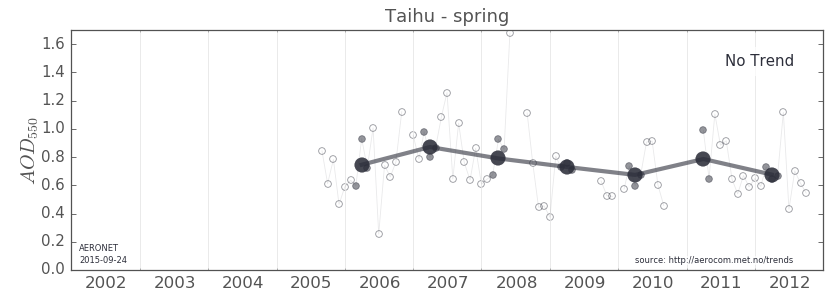 Taihu - spring
1.6
1.4
1.2
1.0
0.8
0.6
0.4
0.2
0.0
AOD550
No Trend
AERONET
2015-09-24
source: http://aerocom.met.no/trends
2002 2003 2004 2005 2006 2007 2008 2009 2010 2011 2012